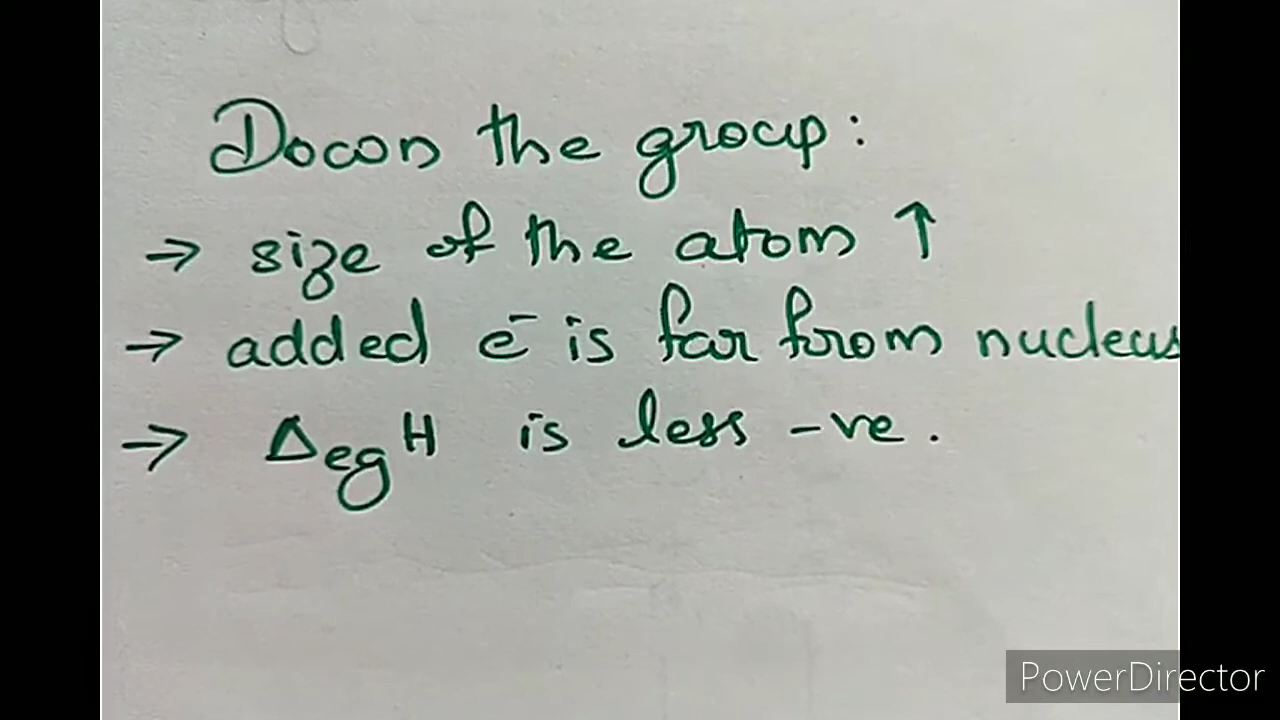 Down the group:
→ size of the atom ↑
→ added e⁻ is far from nucleus
→ ΔegH is less -ve.
PowerDirector